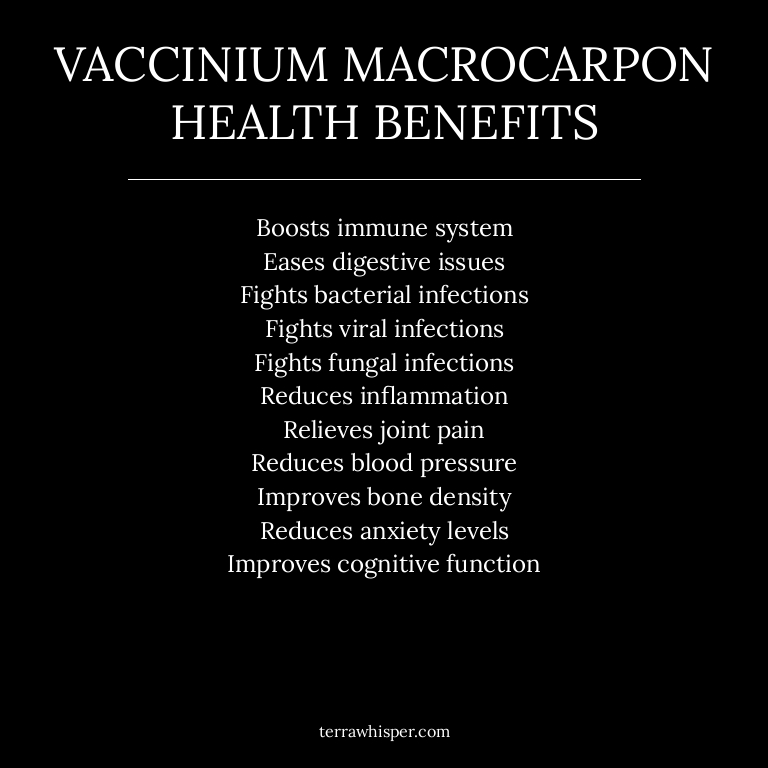 VACCINIUM MACROCARPON
HEALTH BENEFITS
Boosts immune system
Eases digestive issues
Fights bacterial infections
Fights viral infections
Fights fungal infections
Reduces inflammation
Relieves joint pain
Reduces blood pressure
Improves bone density
Reduces anxiety levels
Improves cognitive function
terrawhisper.com